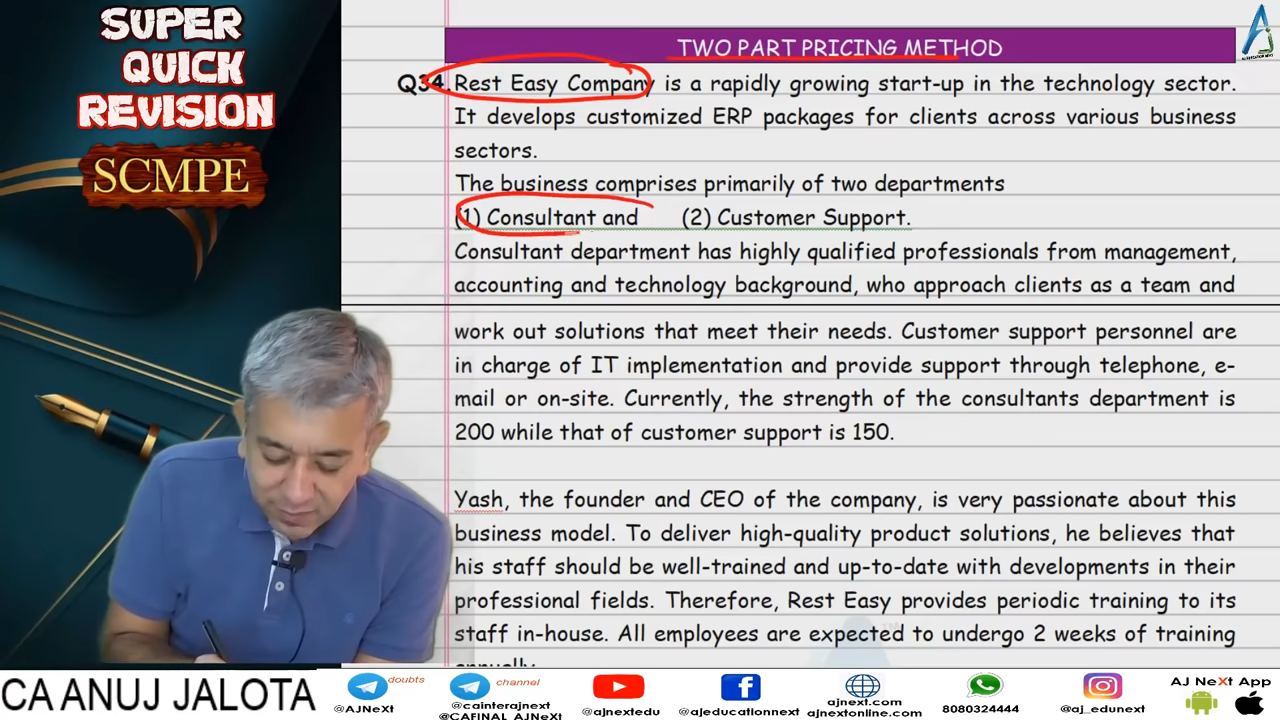 SUPER
QUICK
REVISION
SCMPE
TWO PART PRICING METHOD
Q34. Rest Easy Company is a rapidly growing start-up in the technology sector.
It develops customized ERP packages for clients across various business
sectors.
The business comprises primarily of two departments
(1) Consultant and (2) Customer Support.
Consultant department has highly qualified professionals from management,
accounting and technology background, who approach clients as a team and
work out solutions that meet their needs. Customer support personnel are
in charge of IT implementation and provide support through telephone, e-
mail or on-site. Currently, the strength of the consultants department is
200 while that of customer support is 150.
Yash, the founder and CEO of the company, is very passionate about this
business model. To deliver high-quality product solutions, he believes that
his staff should be well-trained and up-to-date with developments in their
professional fields. Therefore, Rest Easy provides periodic training to its
staff in-house. All employees are expected to undergo 2 weeks of training
annually.
CA ANUJ JALOTA
doubts
@AJNeXt
channel
@cainterajnext
@CAFINAL_AJNeXt
@ajnextedu
@ajeducationnext
ajnext.com
ajnextonline.com
8080324444
@aj_edunext
AJ NeXt App